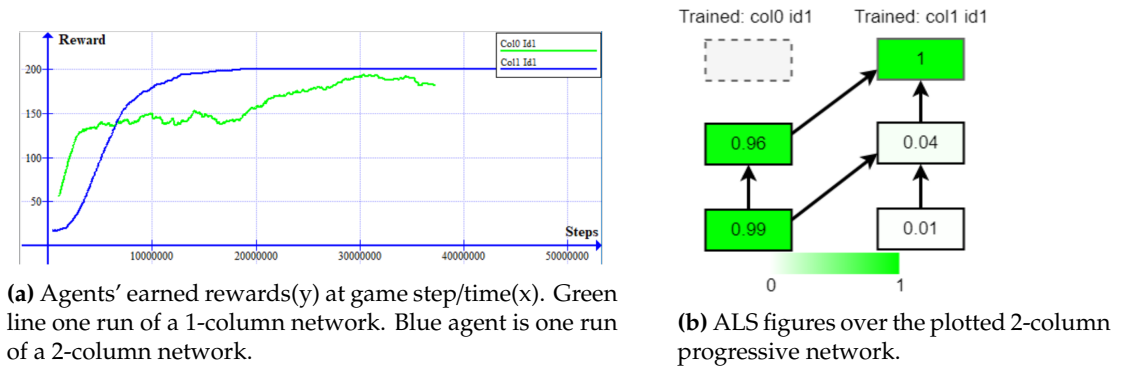 Reward
Col0 Id1
Col1 Id1
200
150
100
50
Steps
10000000
20000000
30000000
40000000
50000000
(a) Agents' earned rewards(y) at game step/time(x). Green
line one run of a 1-column network. Blue agent is one run
of a 2-column network.
Trained: col0 id1
Trained: col1 id1
1
0.96
0.04
0.99
0.01
0
1
(b) ALS figures over the plotted 2-column
progressive network.